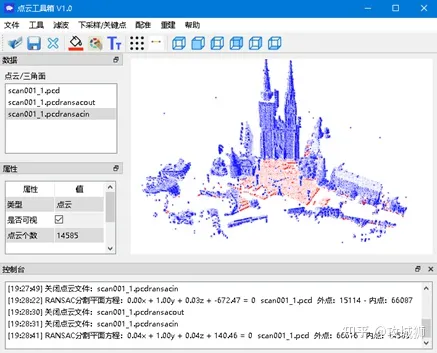 点云工具箱 V1.0
文件 工具 滤波 下采样/关键点 配准 重建 帮助
数据
点云/三角面
scan001_1.pcd
scan001_1.pcdransacout
scan001_1.pcdransacin
属性
属性 值
类型 点云
是否可视
点云个数 14585
控制台
[19:27:49] 关闭点云文件: scan001_1.pcdransacin
[19:28:22] RANSAC分割平面方程: 0.00x + 1.00y + 0.03z + -672.47 = 0 scan001_1.pcd 外点: 15114 - 内点: 66087
[19:28:30] 关闭点云文件: scan001_1.pcdransacout
[19:28:31] 关闭点云文件: scan001_1.pcdransacin
[19:28:41] RANSAC分割平面方程: 0.04x + 1.00y + 0.04z + 140.46 = 0 scan001_1.pcd 外点: 66616 - 内点: 14585
知乎